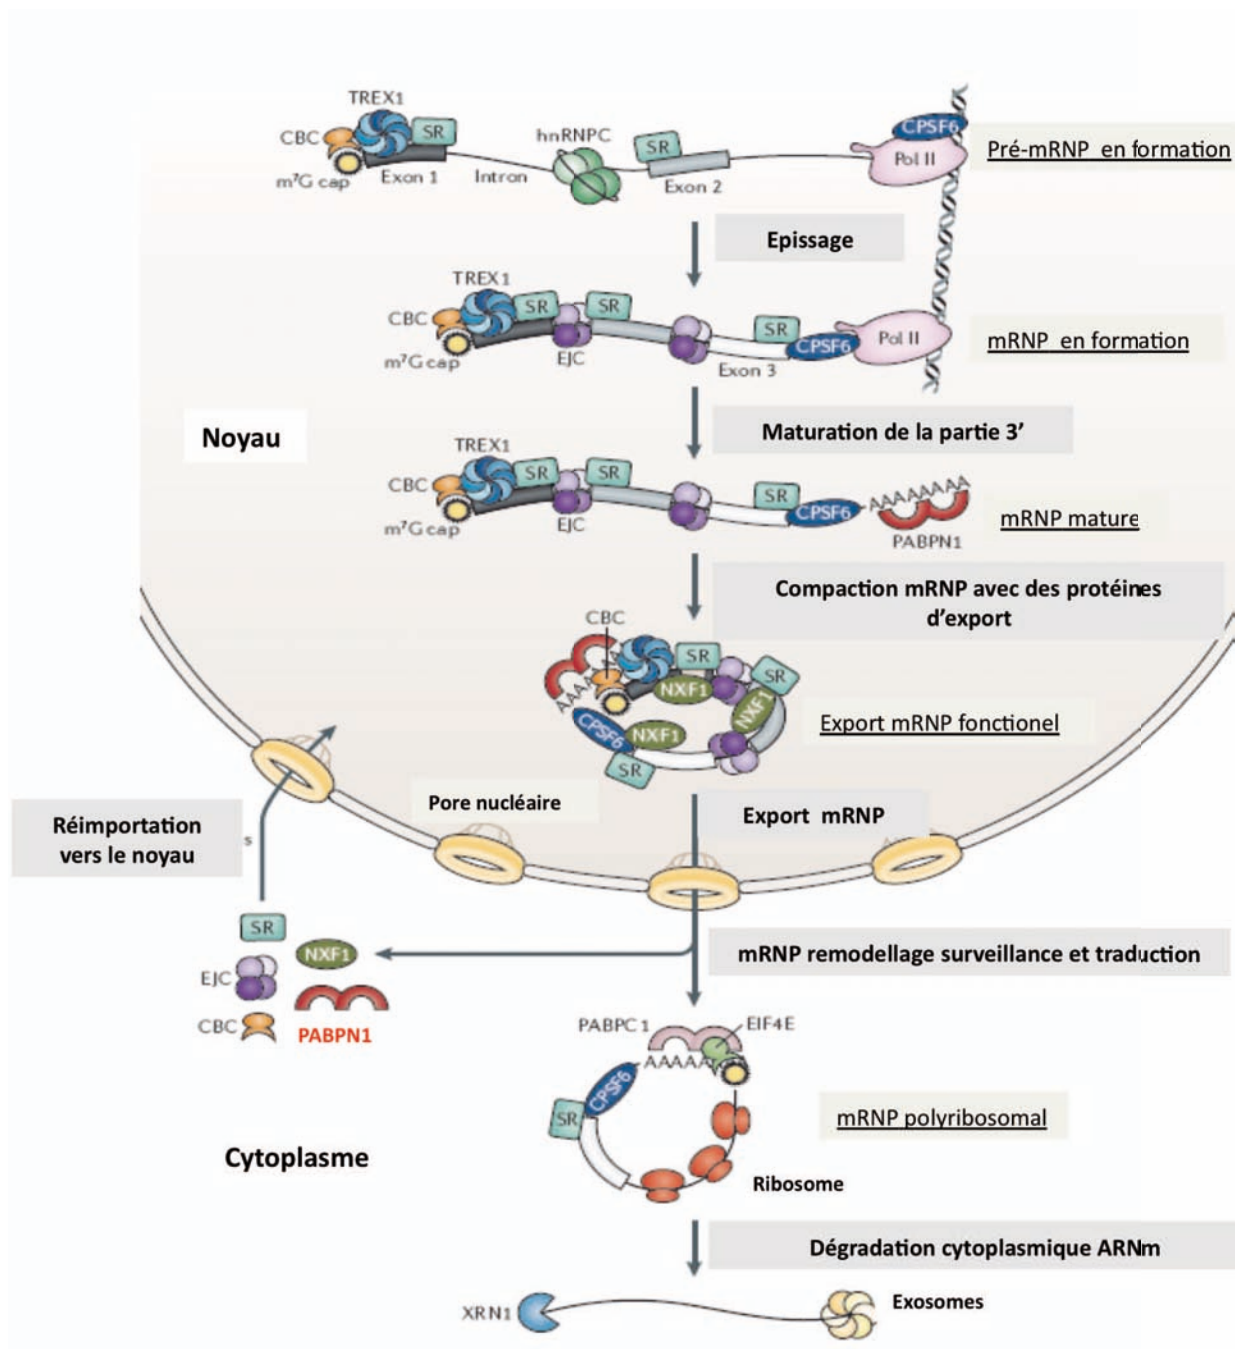 TREX1
CBC
SR
hnRNPC
SR
CPSF6
Pol II
Pré-mRNP en formation
m⁷G cap
Exon 1
Intron
Exon 2
Epissage
TREX1
CBC
SR
SR
SR
CPSF6
Pol II
mRNP en formation
m⁷G cap
EJC
Exon 3
Noyau
Maturation de la partie 3’
TREX1
CBC
SR
SR
SR
CPSF6
AAAAAAAA
mRNP mature
m⁷G cap
EJC
PABPN1
Compaction mRNP avec des protéines
d’export
CBC
SR
SR
NXF1
NXF1
AAAA
CPSF6
NXF1
SR
Export mRNP fonctionel
Pore nucléaire
Export mRNP
Réimportation
vers le noyau
s
SR
NXF1
EJC
CBC
PABPN1
mRNP remodellage surveillance et traduction
PABPC1
EIF4E
AAAAA
CPSF6
SR
mRNP polyribosomal
Cytoplasme
Ribosome
Dégradation cytoplasmique ARNm
XRN1
Exosomes